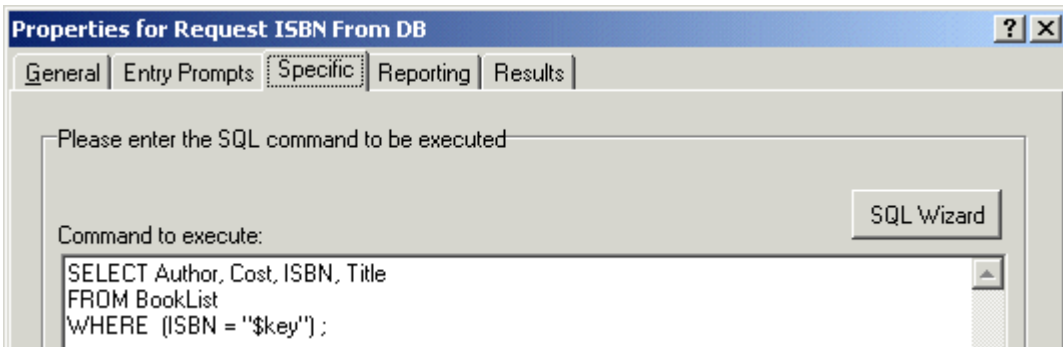 Properties for Request ISBN From DB
General Entry Prompts Specific Reporting Results
Please enter the SQL command to be executed
SQL Wizard
Command to execute:
SELECT Author, Cost, ISBN, Title
FROM BookList
WHERE (ISBN = "$key") ;